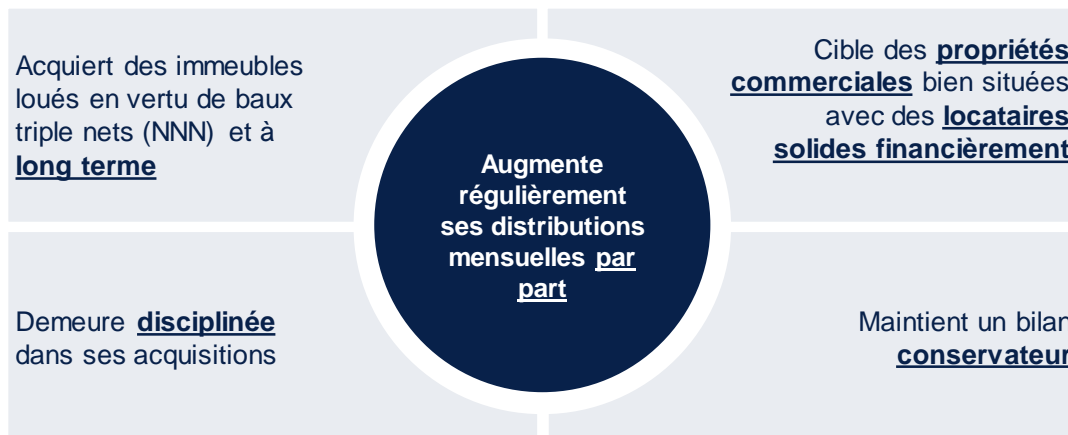 Acquiert des immeubles
loués en vertu de baux
triple nets (NNN) et à
long terme
Cible des propriétés
commerciales bien situées
avec des locataires
solides financièrement
Augmente
régulièrement
ses distributions
mensuelles par
part
Demeure disciplinée
dans ses acquisitions
Maintient un bilan
conservateur